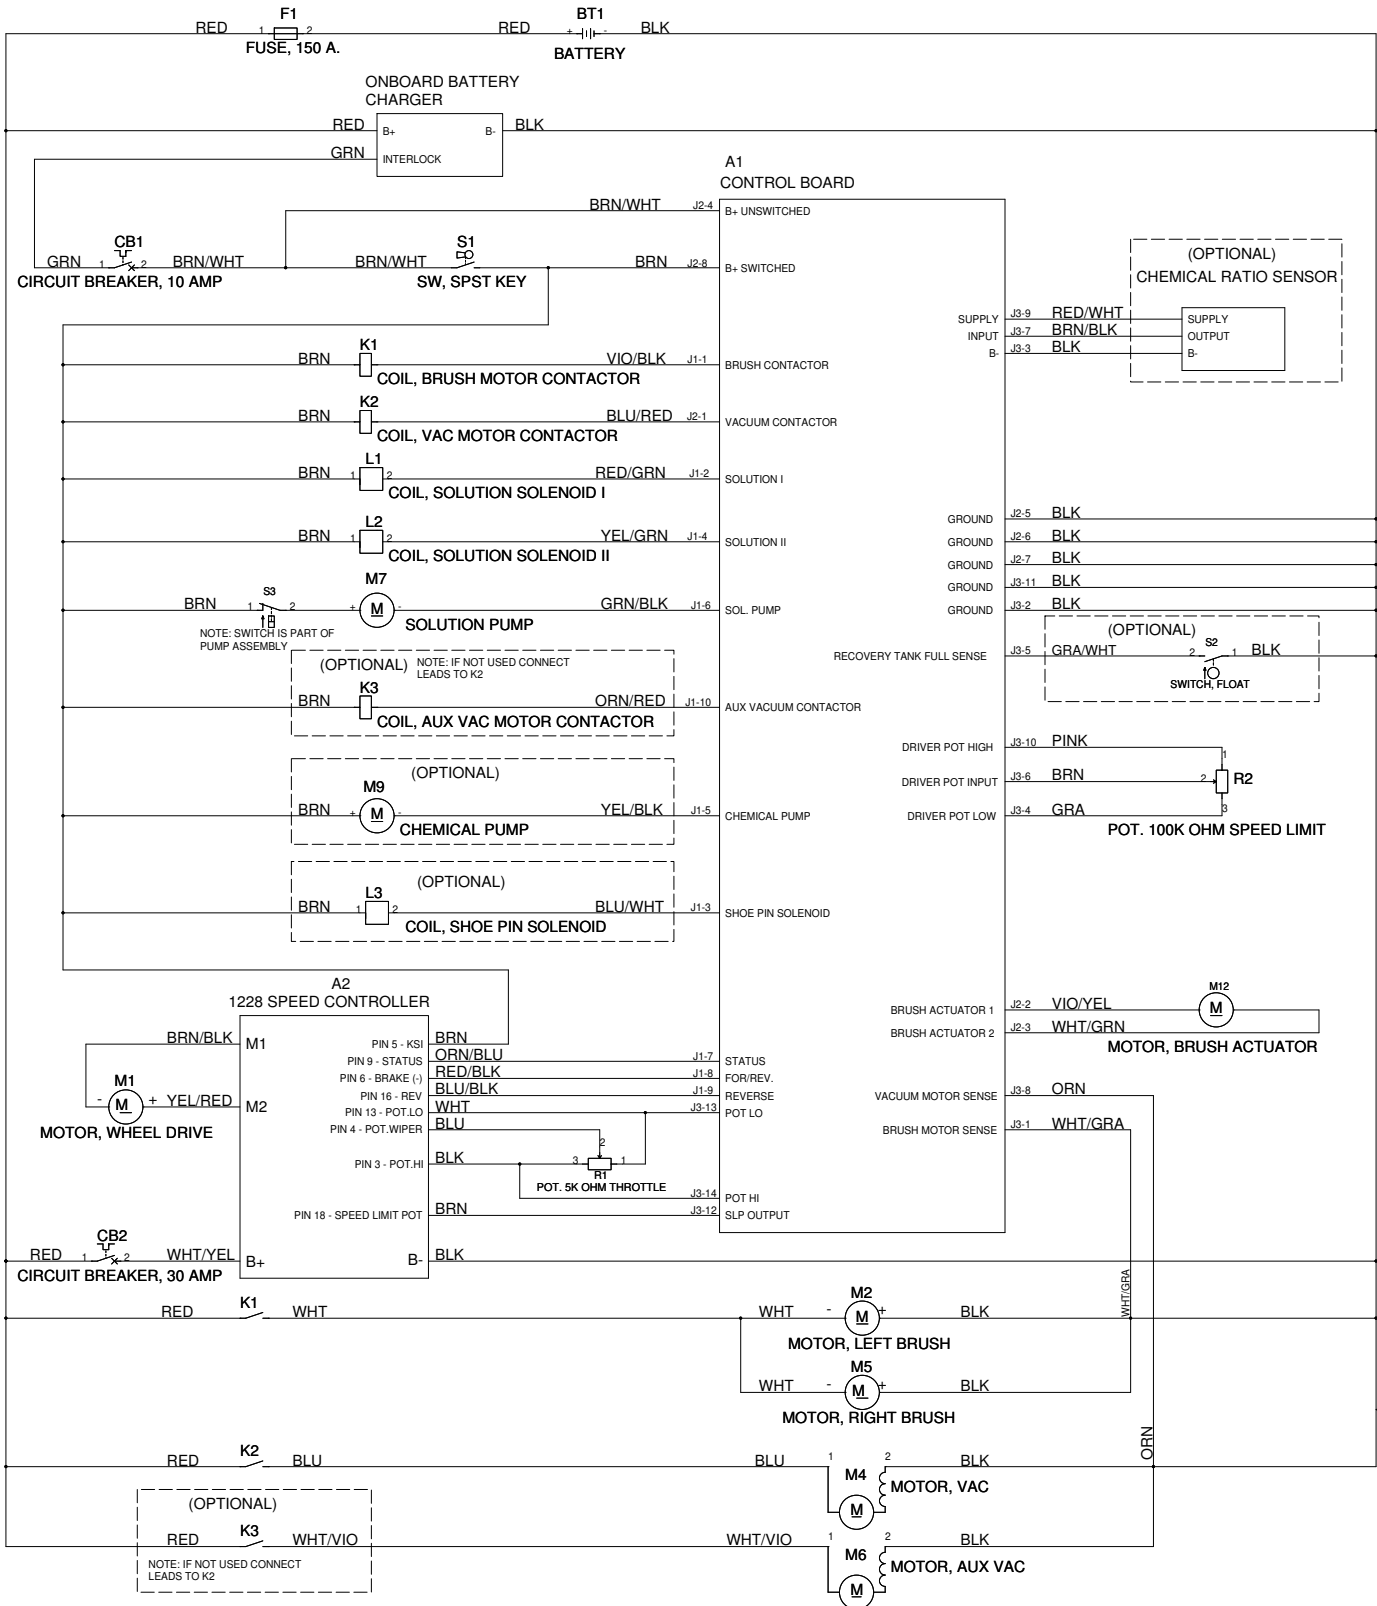 F1
BT1
RED 1 2 RED + - BLK
FUSE, 150 A.
BATTERY
ONBOARD BATTERY
CHARGER
RED B+ B- BLK
GRN INTERLOCK
A1
CONTROL BOARD
BRN/WHT J2-4 B+ UNSWITCHED
CB1
S1
GRN 1 2 BRN/WHT BRN/WHT BRN J2-8 B+ SWITCHED
CIRCUIT BREAKER, 10 AMP
SW, SPST KEY
(OPTIONAL)
CHEMICAL RATIO SENSOR
SUPPLY J3-9 RED/WHT SUPPLY
INPUT J3-7 BRN/BLK OUTPUT
B- J3-3 BLK B-
K1
BRN VIO/BLK J1-1 BRUSH CONTACTOR
COIL, BRUSH MOTOR CONTACTOR
K2
BRN BLU/RED J2-1 VACUUM CONTACTOR
COIL, VAC MOTOR CONTACTOR
L1
BRN 1 2 RED/GRN J1-2 SOLUTION I
COIL, SOLUTION SOLENOID I
L2
BRN 1 2 YEL/GRN J1-4 SOLUTION II
COIL, SOLUTION SOLENOID II
GROUND J2-5 BLK
GROUND J2-6 BLK
GROUND J2-7 BLK
GROUND J3-11 BLK
GROUND J3-2 BLK
S3
M7
BRN 1 2 + M - GRN/BLK J1-6 SOL. PUMP
SOLUTION PUMP
NOTE: SWITCH IS PART OF
PUMP ASSEMBLY
(OPTIONAL)
S2
RECOVERY TANK FULL SENSE J3-5 GRA/WHT 2 1 BLK
SWITCH, FLOAT
(OPTIONAL) NOTE: IF NOT USED CONNECT
LEADS TO K2
K3
BRN ORN/RED J1-10 AUX VACUUM CONTACTOR
COIL, AUX VAC MOTOR CONTACTOR
DRIVER POT HIGH J3-10 PINK 1
DRIVER POT INPUT J3-6 BRN 2 R2
DRIVER POT LOW J3-4 GRA 3
POT. 100K OHM SPEED LIMIT
(OPTIONAL)
M9
BRN + M - YEL/BLK J1-5 CHEMICAL PUMP
CHEMICAL PUMP
(OPTIONAL)
L3
BRN 1 2 BLU/WHT J1-3 SHOE PIN SOLENOID
COIL, SHOE PIN SOLENOID
M12
BRUSH ACTUATOR 1 J2-2 VIO/YEL M
BRUSH ACTUATOR 2 J2-3 WHT/GRN
MOTOR, BRUSH ACTUATOR
A2
1228 SPEED CONTROLLER
BRN/BLK M1 PIN 5 - KSI BRN
PIN 9 - STATUS ORN/BLU J1-7 STATUS
PIN 6 - BRAKE (-) RED/BLK J1-8 FOR/REV.
PIN 16 - REV BLU/BLK J1-9 REVERSE
PIN 13 - POT.LO WHT J3-13 POT LO
PIN 4 - POT.WIPER BLU 2
M1
- M + YEL/RED M2
MOTOR, WHEEL DRIVE
PIN 3 - POT.HI BLK 3 1
R1
POT. 5K OHM THROTTLE
J3-14 POT HI
PIN 18 - SPEED LIMIT POT BRN J3-12 SLP OUTPUT
VACUUM MOTOR SENSE J3-8 ORN
BRUSH MOTOR SENSE J3-1 WHT/GRA
CB2
RED 1 2 WHT/YEL B+ B- BLK
CIRCUIT BREAKER, 30 AMP
WHT/GRA
K1
M2
RED WHT WHT - M + BLK
MOTOR, LEFT BRUSH
M5
WHT - M + BLK
MOTOR, RIGHT BRUSH
ORN
K2
RED BLU BLU 1 2 BLK
M4
MOTOR, VAC
M
(OPTIONAL)
K3
RED WHT/VIO WHT/VIO 1 2 BLK
M6
MOTOR, AUX VAC
M
NOTE: IF NOT USED CONNECT
LEADS TO K2